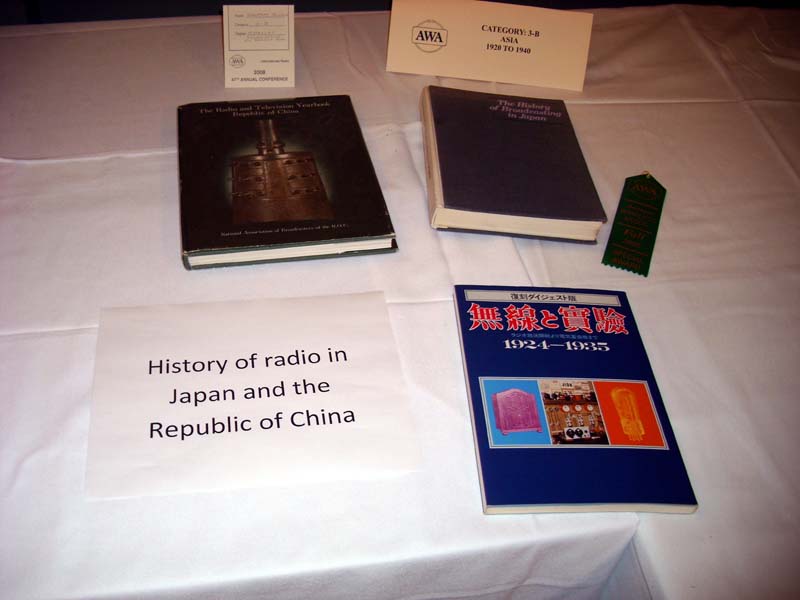 AWA
2008
47TH ANNUAL CONFERENCE
AWA
CATEGORY: 3-B
ASIA
1920 TO 1940
The Radio and Television Yearbook
Republic of China
National Association of Broadcasters of the R.O.C.
The History
of Broadcasting
in Japan
AWA
復刻ダイジェスト版
無線と實驗
1924—1935
History of radio in
Japan and the
Republic of China